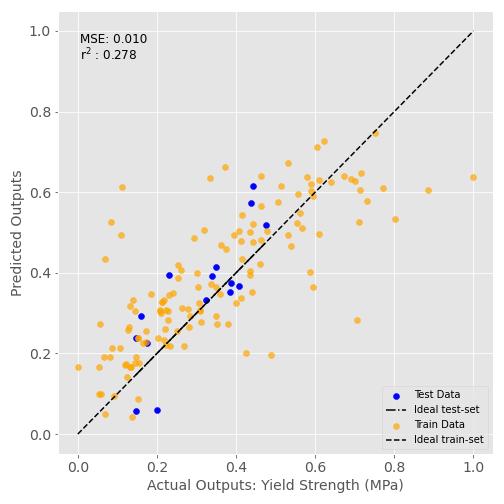 MSE: 0.010
r² : 0.278
1.0
0.8
0.6
0.4
0.2
0.0
Predicted Outputs
Test Data
Ideal test-set
Train Data
Ideal train-set
0.0 0.2 0.4 0.6 0.8 1.0
Actual Outputs: Yield Strength (MPa)